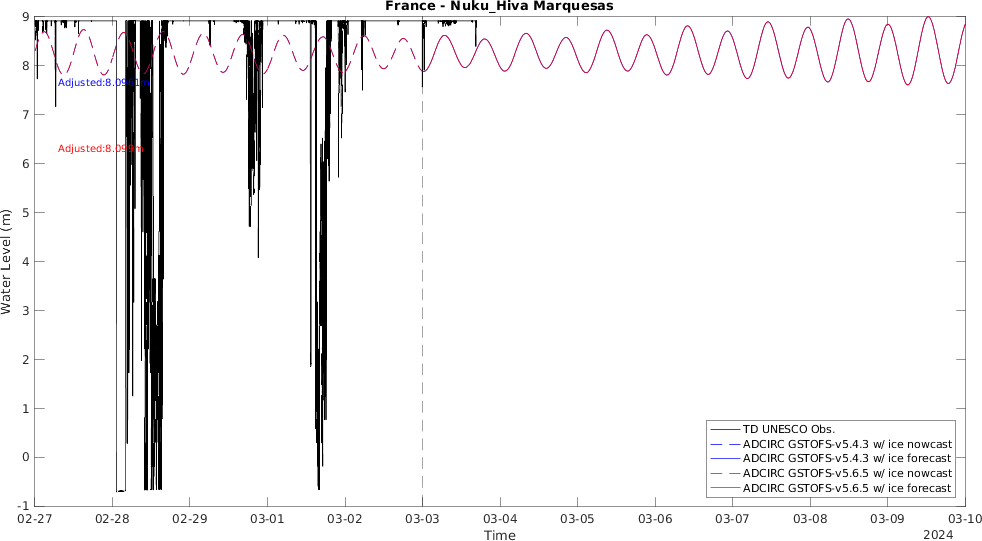 France - Nuku_Hiva Marquesas
9
8
7
6
5
4
3
2
1
0
-1
Water Level (m)
Adjusted:8.099m
TD UNESCO Obs.
ADCIRC GSTOFS-v5.4.3 w/ ice nowcast
ADCIRC GSTOFS-v5.4.3 w/ ice forecast
ADCIRC GSTOFS-v5.6.5 w/ ice nowcast
ADCIRC GSTOFS-v5.6.5 w/ ice forecast
02-27 02-28 02-29 03-01 03-02 03-03 03-04 03-05 03-06 03-07 03-08 03-09 03-10
Time
2024